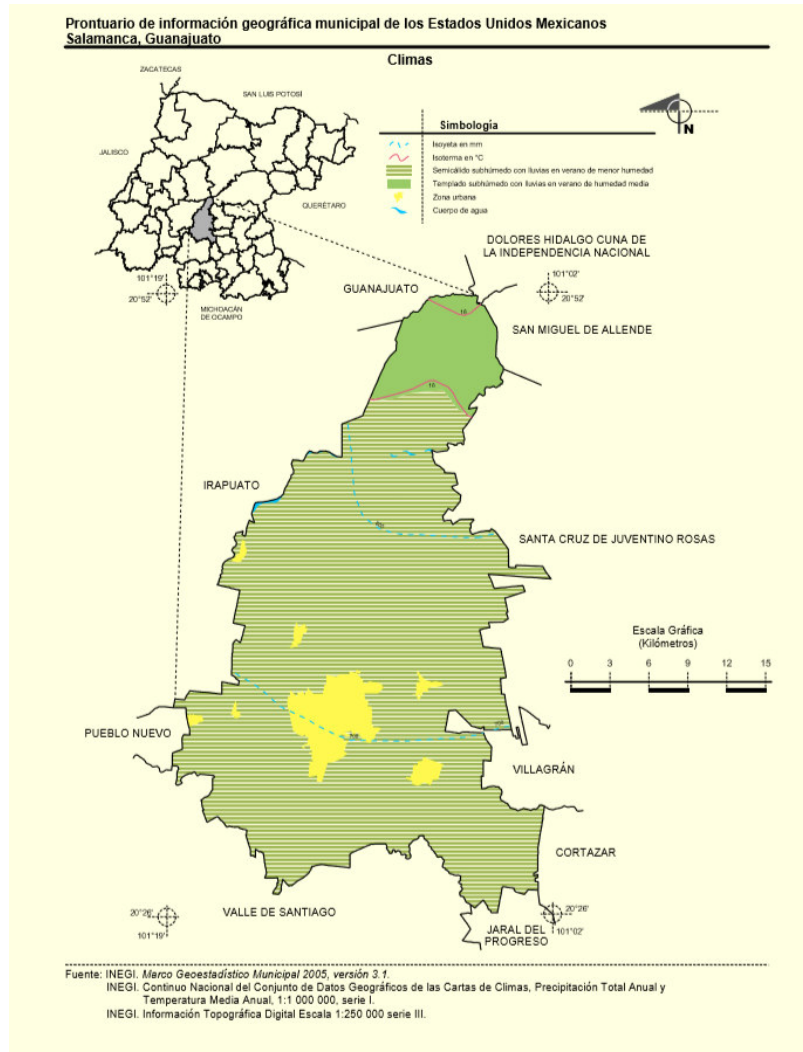 Prontuario de información geográfica municipal de los Estados Unidos Mexicanos
Salamanca, Guanajuato
Climas
ZACATECAS
SAN LUIS POTOSÍ
JALISCO
QUERÉTARO
MICHOACÁN
DE OCAMPO
N
Simbología
Isoyeta en mm
Isoterma en °C
Semicálido subhúmedo con lluvias en verano de menor humedad
Templado subhúmedo con lluvias en verano de humedad media
Zona urbana
Cuerpo de agua
101°19'
20°52'
DOLORES HIDALGO CUNA DE
LA INDEPENDENCIA NACIONAL
101°02'
20°52'
GUANAJUATO
SAN MIGUEL DE ALLENDE
IRAPUATO
SANTA CRUZ DE JUVENTINO ROSAS
Escala Gráfica
(Kilómetros)
0 3 6 9 12 15
PUEBLO NUEVO
700
VILLAGRÁN
CORTAZAR
VALLE DE SANTIAGO
20°26'
101°19'
20°26'
101°02'
JARAL DEL
PROGRESO
Fuente: INEGI. Marco Geoestadístico Municipal 2005, versión 3.1.
INEGI. Continuo Nacional del Conjunto de Datos Geográficos de las Cartas de Climas, Precipitación Total Anual y
Temperatura Media Anual, 1:1 000 000, serie I.
INEGI. Información Topográfica Digital Escala 1:250 000 serie III.